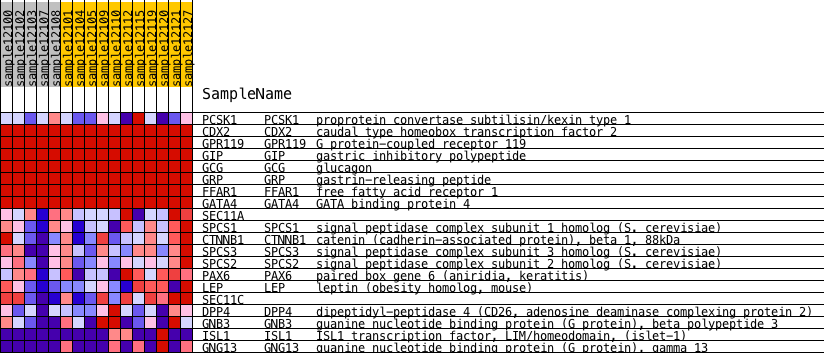 sample12100
sample12102
sample12103
sample12107
sample12108
sample12101
sample12104
sample12105
sample12109
sample12110
sample12112
sample12115
sample12119
sample12120
sample12121
sample12127
SampleName
PCSK1 PCSK1 proprotein convertase subtilisin/kexin type 1
CDX2 CDX2 caudal type homeobox transcription factor 2
GPR119 GPR119 G protein-coupled receptor 119
GIP GIP gastric inhibitory polypeptide
GCG GCG glucagon
GRP GRP gastrin-releasing peptide
FFAR1 FFAR1 free fatty acid receptor 1
GATA4 GATA4 GATA binding protein 4
SEC11A
SPCS1 SPCS1 signal peptidase complex subunit 1 homolog (S. cerevisiae)
CTNNB1 CTNNB1 catenin (cadherin-associated protein), beta 1, 88kDa
SPCS3 SPCS3 signal peptidase complex subunit 3 homolog (S. cerevisiae)
SPCS2 SPCS2 signal peptidase complex subunit 2 homolog (S. cerevisiae)
PAX6 PAX6 paired box gene 6 (aniridia, keratitis)
LEP LEP leptin (obesity homolog, mouse)
SEC11C
DPP4 DPP4 dipeptidyl-peptidase 4 (CD26, adenosine deaminase complexing protein 2)
GNB3 GNB3 guanine nucleotide binding protein (G protein), beta polypeptide 3
ISL1 ISL1 ISL1 transcription factor, LIM/homeodomain, (islet-1)
GNG13 GNG13 guanine nucleotide binding protein (G protein), gamma 13